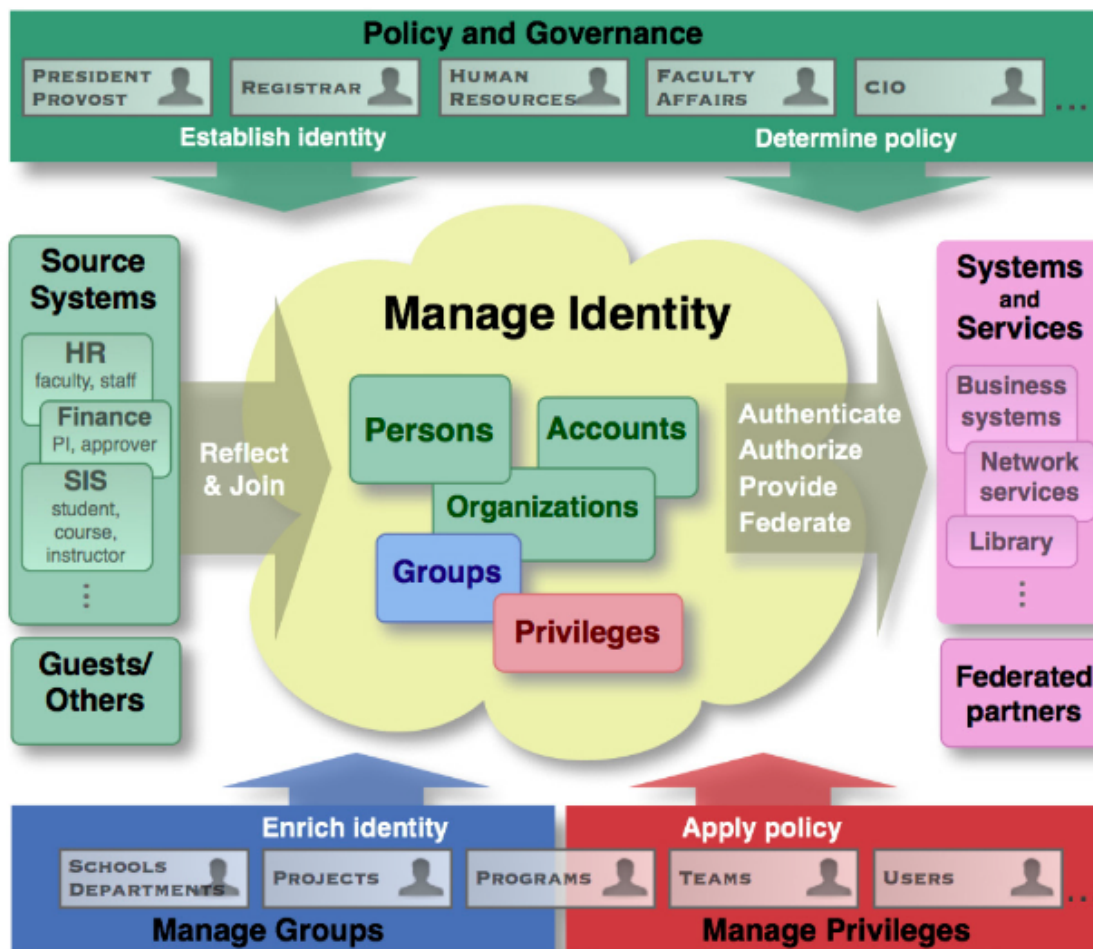 Policy and Governance
PRESIDENT
PROVOST
REGISTRAR
HUMAN
RESOURCES
FACULTY
AFFAIRS
CIO
...
Establish identity
Determine policy
Source
Systems
HR
faculty, staff
Finance
PI, approver
SIS
student,
course,
instructor
⋮
Guests/
Others
Reflect
& Join
Manage Identity
Persons
Accounts
Organizations
Groups
Privileges
Authenticate
Authorize
Provide
Federate
Systems
and
Services
Business
systems
Network
services
Library
⋮
Federated
partners
Enrich identity
Apply policy
SCHOOLS
DEPARTMENTS
PROJECTS
PROGRAMS
TEAMS
USERS
...
Manage Groups
Manage Privileges